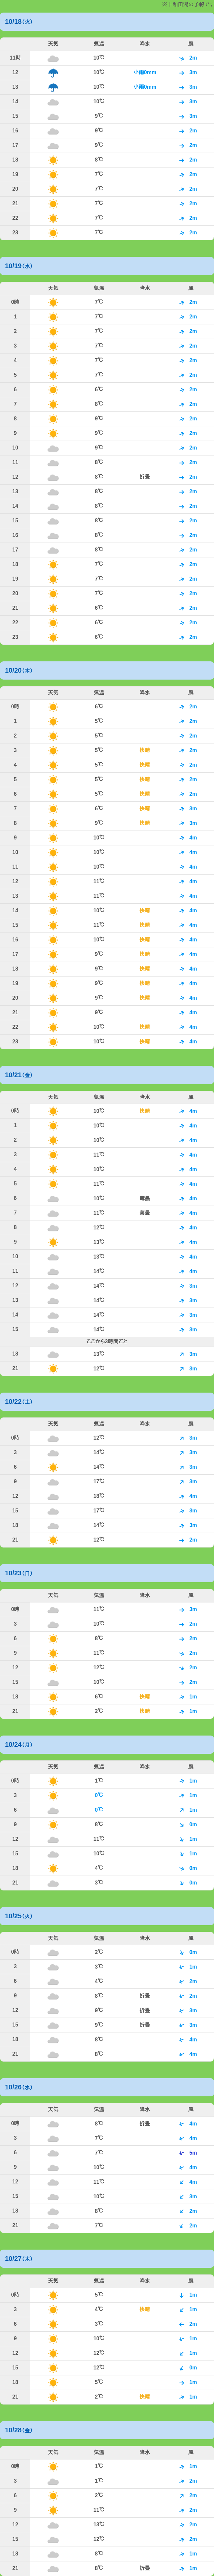 10/18(火)
天気 気温 降水 風
11時 10℃ 2m
12 10℃ 小雨0mm 3m
13 10℃ 小雨0mm 3m
14 10℃ 3m
15 9℃ 3m
16 9℃ 2m
17 9℃ 2m
18 8℃ 2m
19 7℃ 2m
20 7℃ 2m
21 7℃ 2m
22 7℃ 2m
23 7℃ 2m
10/19(水)
天気 気温 降水 風
0時 7℃ 2m
1 7℃ 2m
2 7℃ 2m
3 7℃ 2m
4 7℃ 2m
5 7℃ 2m
6 6℃ 2m
7 8℃ 2m
8 9℃ 2m
9 9℃ 2m
10 9℃ 2m
11 8℃ 2m
12 8℃ 折畳 2m
13 8℃ 2m
14 8℃ 2m
15 8℃ 2m
16 8℃ 2m
17 8℃ 2m
18 7℃ 2m
19 7℃ 2m
20 7℃ 2m
21 6℃ 2m
22 6℃ 2m
23 6℃ 2m
10/20(木)
天気 気温 降水 風
0時 6℃ 2m
1 5℃ 2m
2 5℃ 2m
3 5℃ 快晴 2m
4 5℃ 快晴 2m
5 5℃ 快晴 2m
6 5℃ 快晴 2m
7 6℃ 快晴 3m
8 9℃ 快晴 3m
9 10℃ 4m
10 10℃ 4m
11 10℃ 4m
12 11℃ 4m
13 11℃ 4m
14 10℃ 快晴 4m
15 11℃ 快晴 4m
16 10℃ 快晴 4m
17 9℃ 快晴 4m
18 9℃ 快晴 4m
19 9℃ 快晴 4m
20 9℃ 快晴 4m
21 9℃ 4m
22 10℃ 快晴 4m
23 10℃ 快晴 4m
10/21(金)
天気 気温 降水 風
0時 10℃ 快晴 4m
1 10℃ 4m
2 10℃ 4m
3 11℃ 4m
4 10℃ 4m
5 11℃ 4m
6 10℃ 薄曇 4m
7 11℃ 薄曇 4m
8 12℃ 4m
9 13℃ 4m
10 13℃ 4m
11 14℃ 4m
12 14℃ 3m
13 14℃ 3m
14 14℃ 3m
15 14℃ 3m
ここから3時間ごと
18 13℃ 3m
21 12℃ 3m
10/22(土)
天気 気温 降水 風
0時 12℃ 3m
3 14℃ 3m
6 14℃ 3m
9 17℃ 3m
12 18℃ 4m
15 17℃ 3m
18 14℃ 3m
21 12℃ 2m
10/23(日)
天気 気温 降水 風
0時 11℃ 3m
3 10℃ 2m
6 8℃ 2m
9 11℃ 2m
12 12℃ 2m
15 10℃ 2m
18 6℃ 快晴 1m
21 2℃ 快晴 1m
10/24(月)
天気 気温 降水 風
0時 1℃ 1m
3 0℃ 1m
6 0℃ 1m
9 8℃ 0m
12 11℃ 1m
15 10℃ 1m
18 4℃ 0m
21 3℃ 0m
10/25(火)
天気 気温 降水 風
0時 2℃ 0m
3 3℃ 1m
6 4℃ 2m
9 8℃ 折畳 2m
12 9℃ 折畳 3m
15 9℃ 折畳 3m
18 8℃ 4m
21 8℃ 4m
10/26(水)
天気 気温 降水 風
0時 8℃ 折畳 4m
3 7℃ 4m
6 7℃ 5m
9 10℃ 4m
12 11℃ 4m
15 10℃ 3m
18 8℃ 2m
21 7℃ 2m
10/27(木)
天気 気温 降水 風
0時 5℃ 1m
3 4℃ 快晴 1m
6 3℃ 2m
9 10℃ 1m
12 12℃ 1m
15 12℃ 0m
18 5℃ 1m
21 2℃ 快晴 1m
10/28(金)
天気 気温 降水 風
0時 1℃ 1m
3 1℃ 2m
6 2℃ 2m
9 11℃ 2m
12 13℃ 2m
15 12℃ 2m
18 8℃ 1m
21 8℃ 折畳 1m